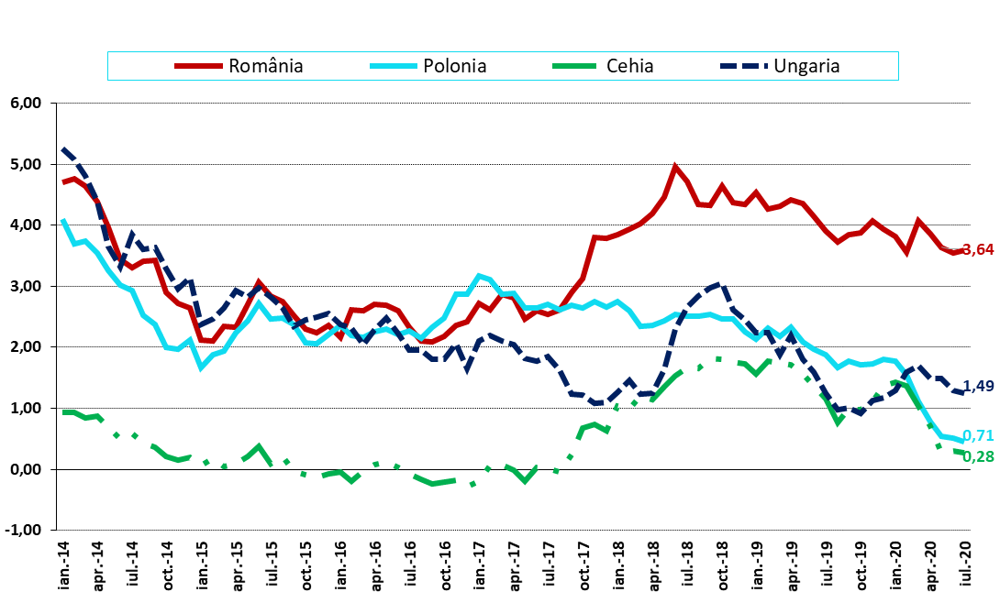 România Polonia Cehia Ungaria
6,00
5,00
4,00
3,00
2,00
1,00
0,00
-1,00
3,64
1,49
0,71
0,28
ian.-14
apr.-14
iul.-14
oct.-14
ian.-15
apr.-15
iul.-15
oct.-15
ian.-16
apr.-16
iul.-16
oct.-16
ian.-17
apr.-17
iul.-17
oct.-17
ian.-18
apr.-18
iul.-18
oct.-18
ian.-19
apr.-19
iul.-19
oct.-19
ian.-20
apr.-20
iul.-20